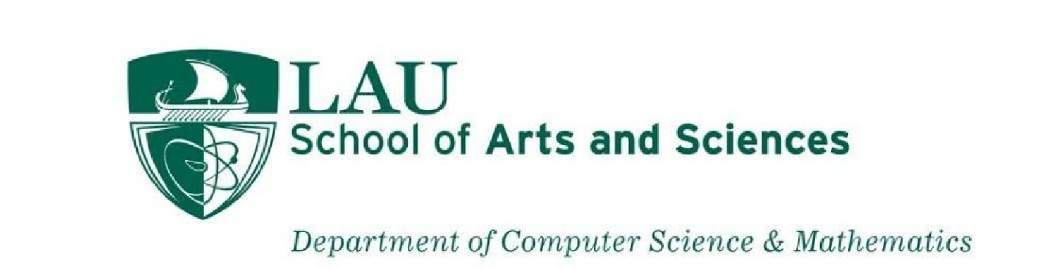 LAU
School of Arts and Sciences
Department of Computer Science & Mathematics